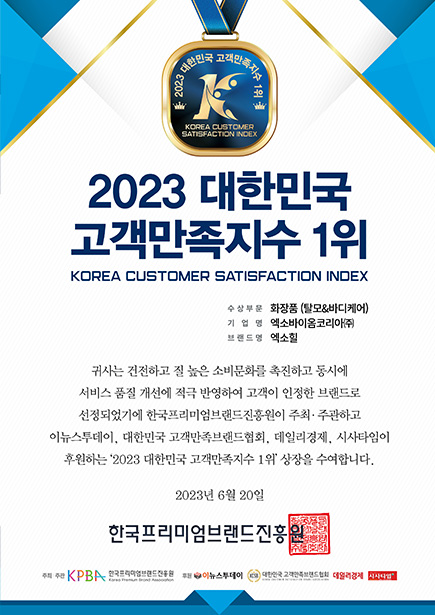 2023 대한민국 고객만족지수 1위
K
KOREA CUSTOMER
SATISFACTION INDEX
2023 대한민국
고객만족지수 1위
KOREA CUSTOMER SATISFACTION INDEX
수상부문 화장품 (탈모&바디케어)
기업명 엑소바이옴코리아㈜
브랜드명 엑소힐
귀사는 건전하고 질 높은 소비문화를 촉진하고 동시에
서비스 품질 개선에 적극 반영하여 고객이 인정한 브랜드로
선정되었기에 한국프리미엄브랜드진흥원이 주최·주관하고
이뉴스투데이, 대한민국 고객만족브랜드협회, 데일리경제, 시사타임이
후원하는 '2023 대한민국 고객만족지수 1위' 상장을 수여합니다.
2023년 6월 20일
한국프리미엄브랜드진흥원
주최·주관 KPBA 한국프리미엄브랜드진흥원 후원 이뉴스투데이 대한민국 고객만족브랜드협회 데일리경제 시사타임
Korea Premium Brand Association